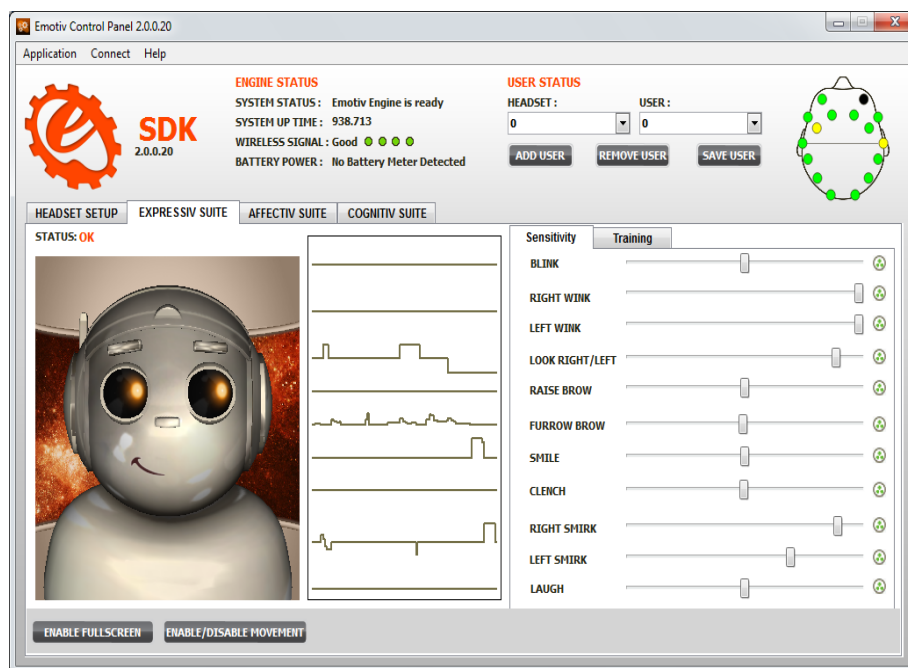 Emotiv Control Panel 2.0.0.20
Application Connect Help
SDK
2.0.0.20
ENGINE STATUS
SYSTEM STATUS : Emotiv Engine is ready
SYSTEM UP TIME : 938.713
WIRELESS SIGNAL : Good
BATTERY POWER : No Battery Meter Detected
USER STATUS
HEADSET : USER :
0 0
ADD USER REMOVE USER SAVE USER
HEADSET SETUP EXPRESSIV SUITE AFFECTIV SUITE COGNITIV SUITE
STATUS: OK
Sensitivity Training
BLINK
RIGHT WINK
LEFT WINK
LOOK RIGHT/LEFT
RAISE BROW
FURROW BROW
SMILE
CLENCH
RIGHT SMIRK
LEFT SMIRK
LAUGH
ENABLE FULLSCREEN ENABLE/DISABLE MOVEMENT